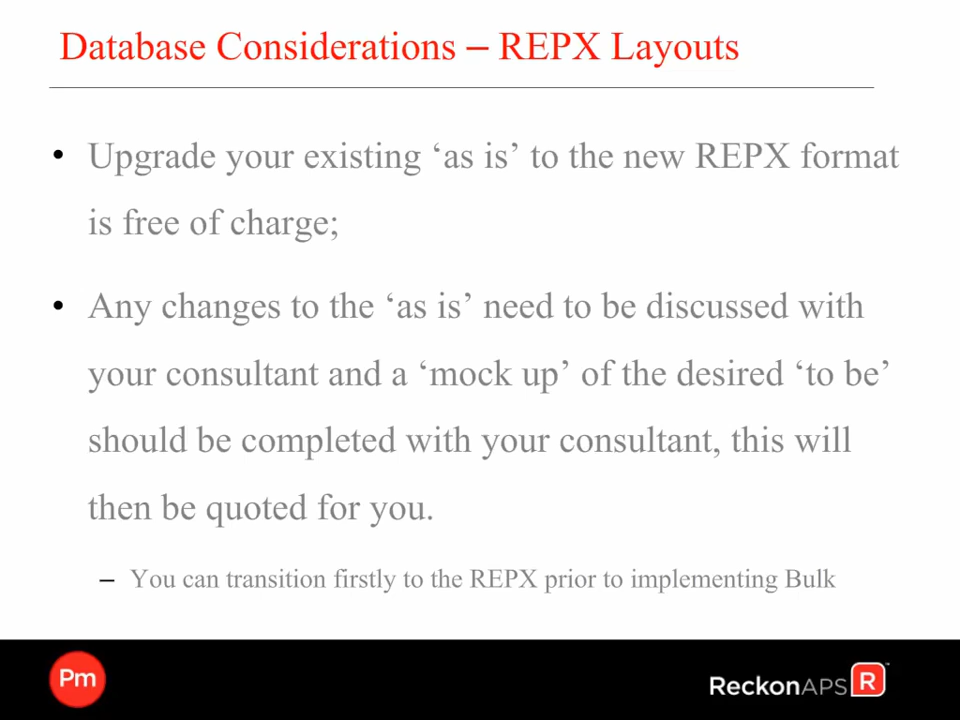 Database Considerations – REPX Layouts
• Upgrade your existing ‘as is’ to the new REPX format
is free of charge;
• Any changes to the ‘as is’ need to be discussed with
your consultant and a ‘mock up’ of the desired ‘to be’
should be completed with your consultant, this will
then be quoted for you.
– You can transition firstly to the REPX prior to implementing Bulk
Pm
ReckonAPS R™